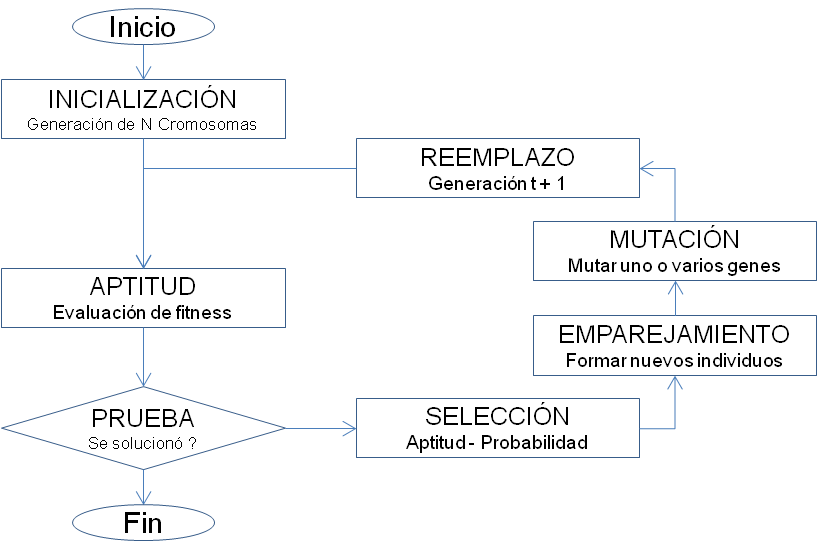 Inicio
INICIALIZACIÓN
Generación de N Cromosomas
REEMPLAZO
Generación t + 1
MUTACIÓN
Mutar uno o varios genes
APTITUD
Evaluación de fitness
EMPAREJAMIENTO
Formar nuevos individuos
PRUEBA
Se solucionó ?
SELECCIÓN
Aptitud - Probabilidad
Fin